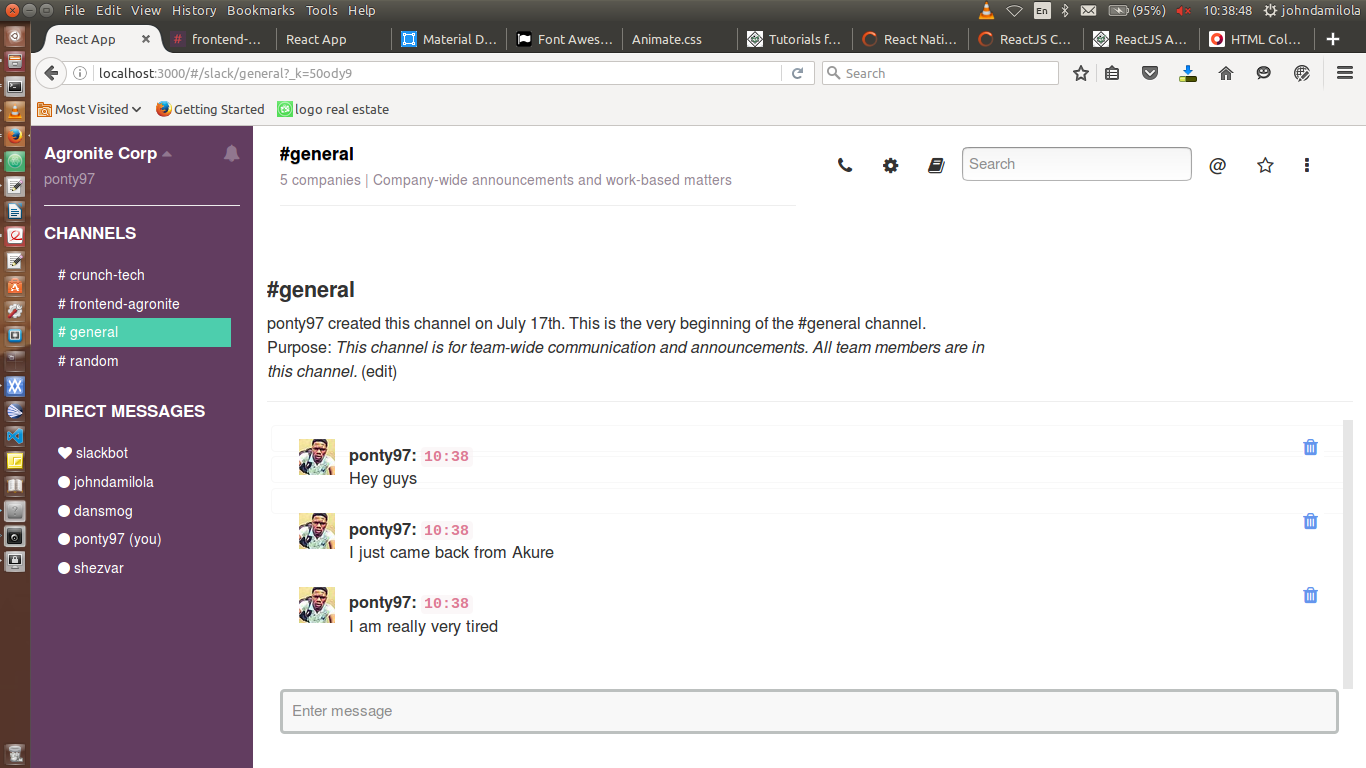 File Edit View History Bookmarks Tools Help
En (95%) 10:38:48 johndamilola
React App # frontend-... React App Material D... Font Awes... Animate.css Tutorials f... React Nati... ReactJS C... ReactJS A... HTML Col...
localhost:3000/#/slack/general?_k=50ody9 Search
Most Visited Getting Started logo real estate
Agronite Corp
ponty97
CHANNELS
# crunch-tech
# frontend-agronite
# general
# random
DIRECT MESSAGES
slackbot
johndamilola
dansmog
ponty97 (you)
shezvar
#general
5 companies | Company-wide announcements and work-based matters
Search @
#general
ponty97 created this channel on July 17th. This is the very beginning of the #general channel.
Purpose: This channel is for team-wide communication and announcements. All team members are in
this channel. (edit)
ponty97: 10:38
Hey guys
ponty97: 10:38
I just came back from Akure
ponty97: 10:38
I am really very tired
Enter message